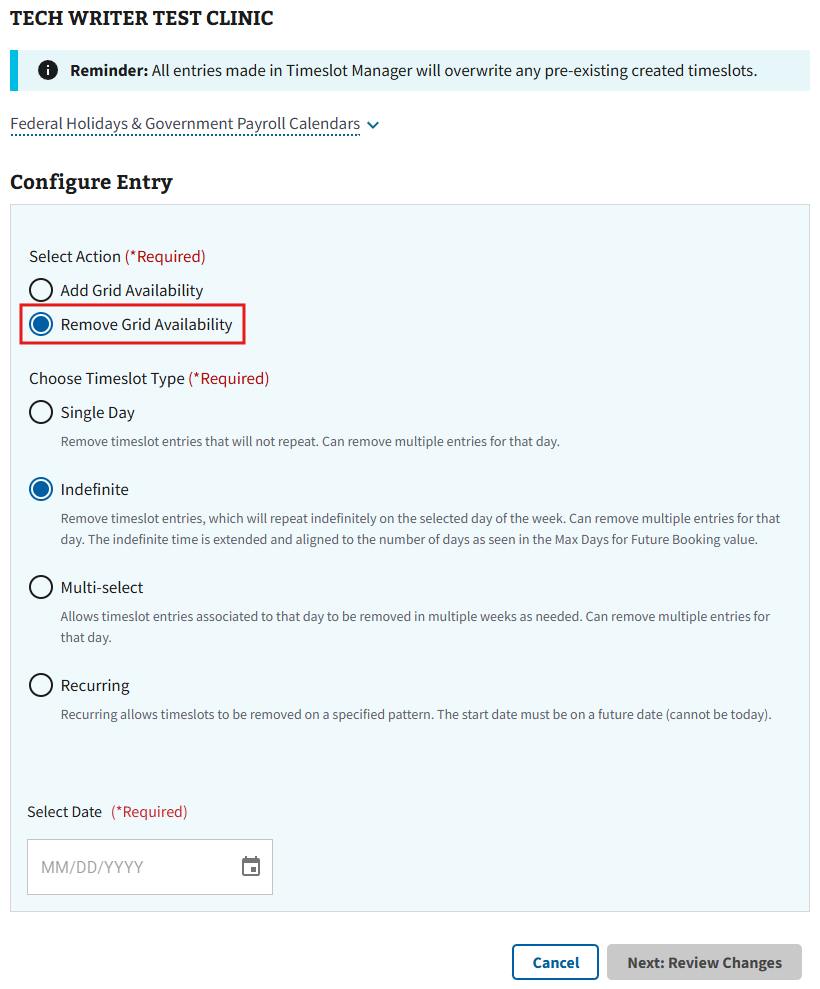 TECH WRITER TEST CLINIC
Reminder: All entries made in Timeslot Manager will overwrite any pre-existing created timeslots.
Federal Holidays & Government Payroll Calendars
Configure Entry
Select Action (*Required)
Add Grid Availability
Remove Grid Availability
Choose Timeslot Type (*Required)
Single Day
Remove timeslot entries that will not repeat. Can remove multiple entries for that day.
Indefinite
Remove timeslot entries, which will repeat indefinitely on the selected day of the week. Can remove multiple entries for that
day. The indefinite time is extended and aligned to the number of days as seen in the Max Days for Future Booking value.
Multi-select
Allows timeslot entries associated to that day to be removed in multiple weeks as needed. Can remove multiple entries for
that day.
Recurring
Recurring allows timeslots to be removed on a specified pattern. The start date must be on a future date (cannot be today).
Select Date (*Required)
MM/DD/YYYY
Cancel
Next: Review Changes